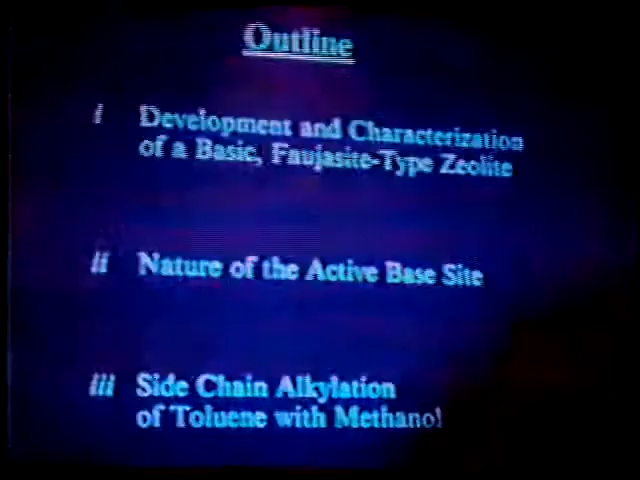 Outline
i Development and Characterization
of a Basic, Faujasite-Type Zeolite
ii Nature of the Active Base Site
iii Side Chain Alkylation
of Toluene with Methanol